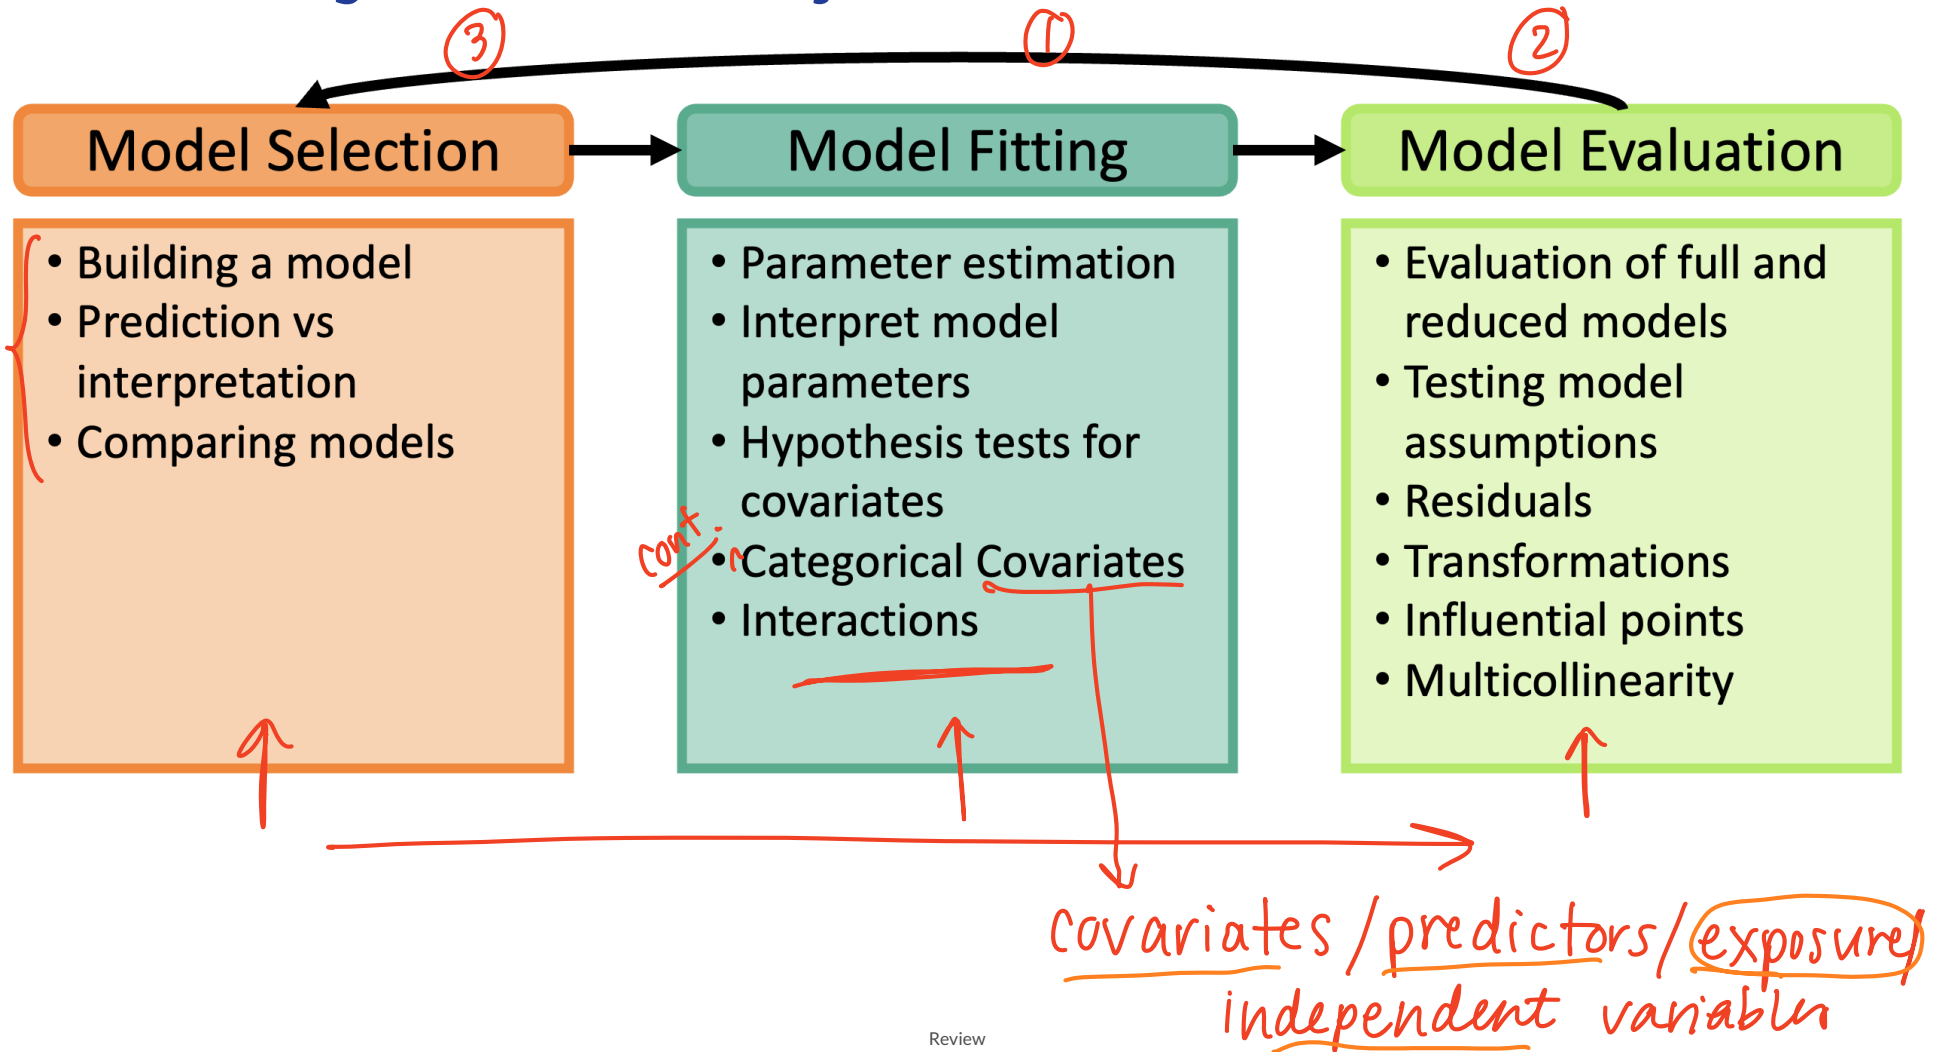 ③ ① ②
Model Selection
Model Fitting
Model Evaluation
• Building a model
• Prediction vs
interpretation
• Comparing models
• Parameter estimation
• Interpret model
parameters
• Hypothesis tests for
covariates
cont.
• Categorical Covariates
• Interactions
• Evaluation of full and
reduced models
• Testing model
assumptions
• Residuals
• Transformations
• Influential points
• Multicollinearity
covariates / predictors / exposure /
independent variables
Review